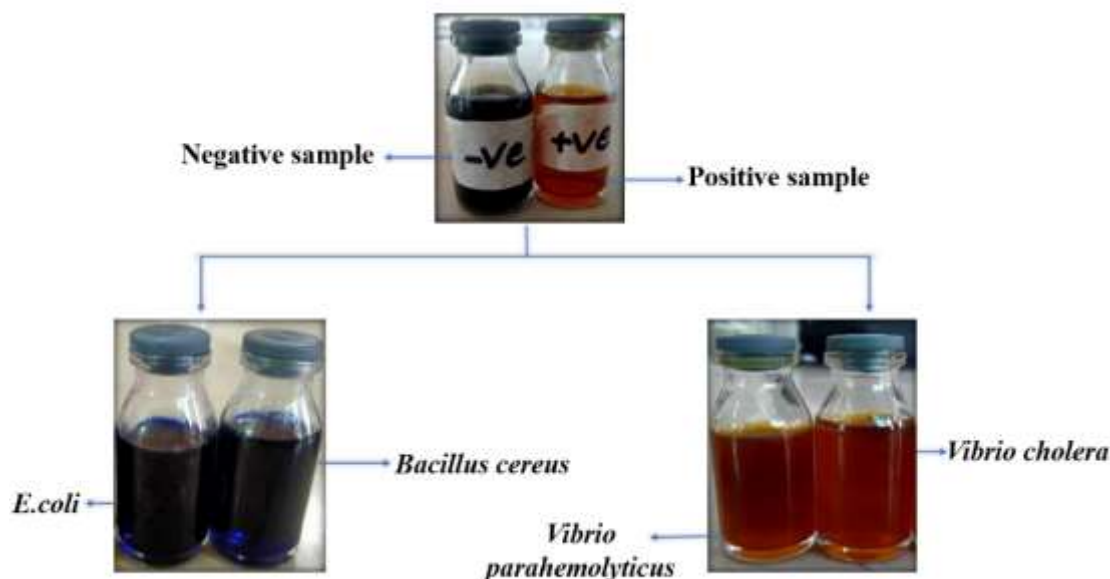 -ve
+ve
Negative sample
Positive sample
Bacillus cereus
Vibrio cholera
E.coli
Vibrio
parahemolyticus